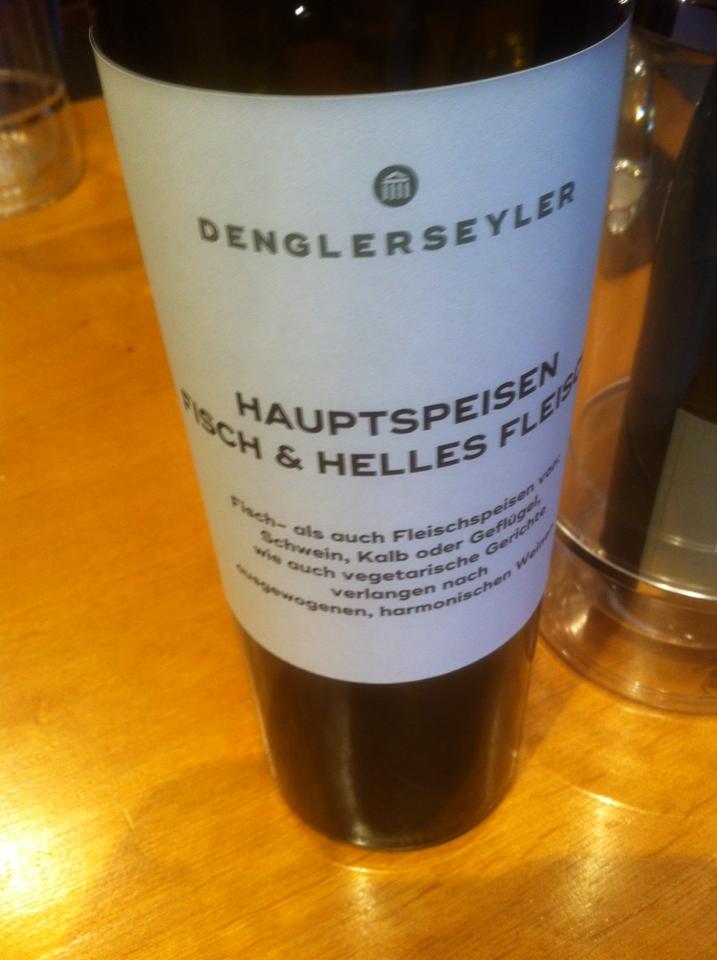 DENGLERSEYLER
HAUPTSPEISEN
FISCH & HELLES FLEISC
Fisch- als auch Fleischspeisen von:
Schwein, Kalb oder Geflügel,
wie auch vegetarische Gerichte
verlangen nach
ausgewogenen, harmonischen Weinen